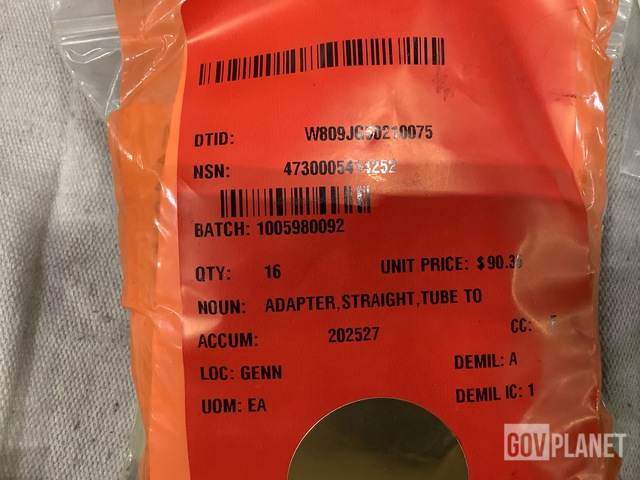 DTID:
NSN:
BATCH: 1005980092
QTY: 16 UNIT PRICE:
NOUN: ADAPTER,STRAIGHT,TUBE TO
ACCUM: 202527 CC:
LOC: GENN DEMIL: A
UOM: EA DEMIL IC: 1
GOVPLANET